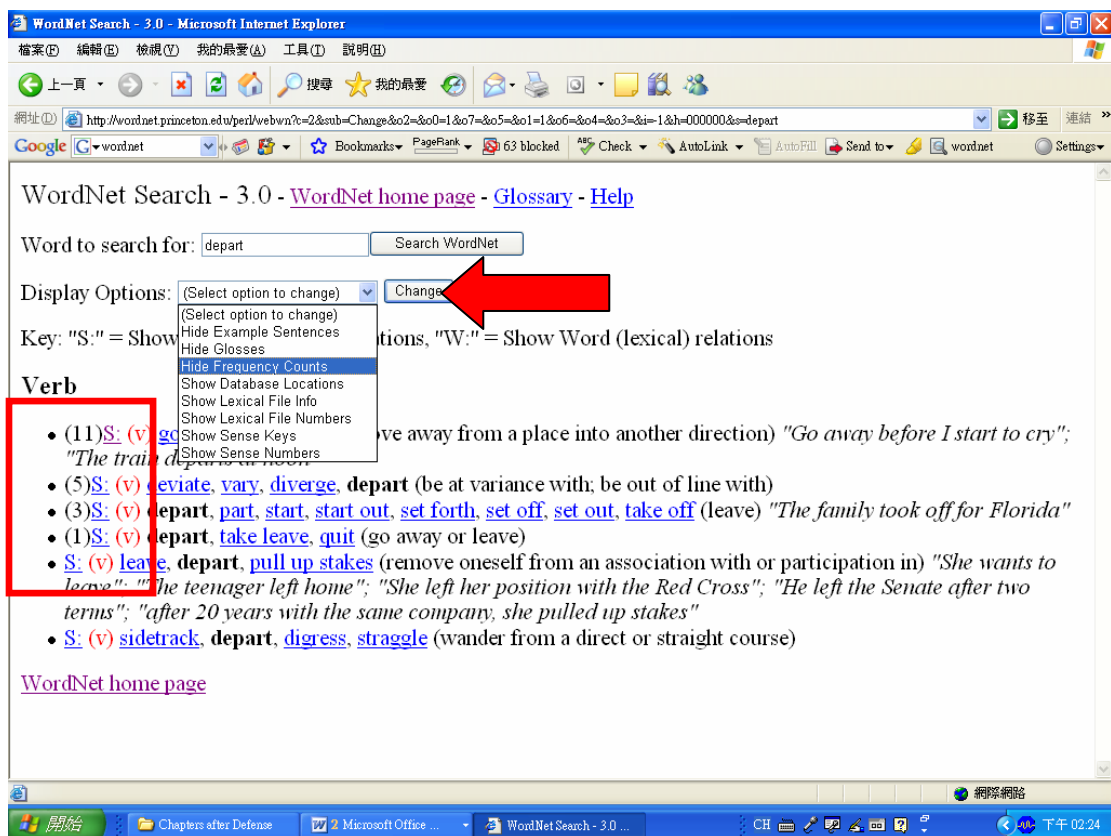 WordNet Search - 3.0 - Microsoft Internet Explorer
檔案(F) 編輯(E) 檢視(V) 我的最愛(A) 工具(T) 說明(H)
上一頁 搜尋 我的最愛
網址(D) http://wordnet.princeton.edu/perl/webwn?c=2&sub=Change&o2=&o0=1&o7=&o5=&o1=1&o6=&o4=&o3=&i=-1&h=000000&s=depart 移至 連結 »
Google G wordnet Bookmarks PageRank 63 blocked Check AutoLink AutoFill Send to wordnet Settings
WordNet Search - 3.0 - WordNet home page - Glossary - Help
Word to search for: depart Search WordNet
Display Options: (Select option to change) Change
(Select option to change)
Hide Example Sentences
Hide Glosses
Hide Frequency Counts
Show Database Locations
Show Lexical File Info
Show Lexical File Numbers
Show Sense Keys
Show Sense Numbers
Key: "S:" = Show tions, "W:" = Show Word (lexical) relations
Verb
• (11)S: (v) go ve away from a place into another direction) "Go away before I start to cry";
"The train departs at noon"
• (5)S: (v) deviate, vary, diverge, depart (be at variance with; be out of line with)
• (3)S: (v) depart, part, start, start out, set forth, set off, set out, take off (leave) "The family took off for Florida"
• (1)S: (v) depart, take leave, quit (go away or leave)
• S: (v) leave, depart, pull up stakes (remove oneself from an association with or participation in) "She wants to
leave"; "The teenager left home"; "She left her position with the Red Cross"; "He left the Senate after two
terms"; "after 20 years with the same company, she pulled up stakes"
• S: (v) sidetrack, depart, digress, straggle (wander from a direct or straight course)
WordNet home page
網際網路
開始 Chapters after Defense 2 Microsoft Office ... WordNet Search - 3.0 ... CH 下午 02:24